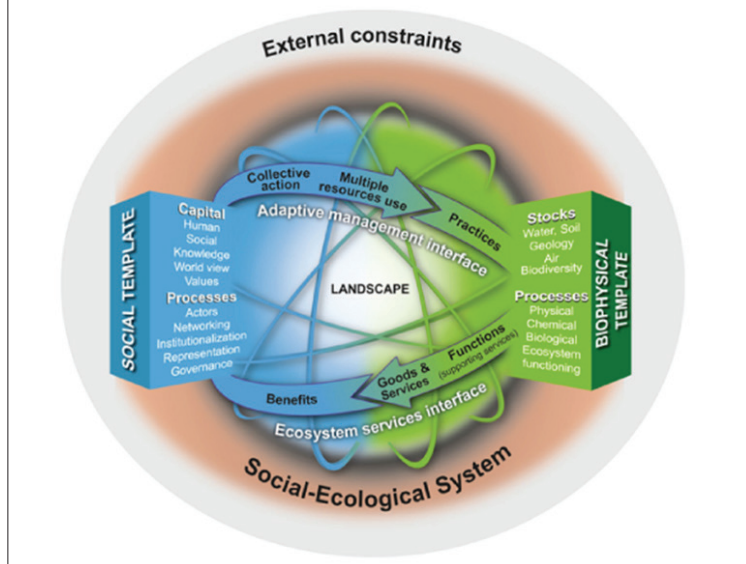 External constraints
Collective
action
Multiple
resources use
Practices
Adaptive management interface
SOCIAL TEMPLATE
Capital
Human
Social
Knowledge
World view
Values
Processes
Actors
Networking
Institutionalization
Representation
Governance
LANDSCAPE
Stocks
Water, Soil
Geology
Air
Biodiversity
Processes
Physical
Chemical
Biological
Ecosystem
functioning
BIOPHYSICAL
TEMPLATE
Functions
(supporting services)
Goods &
Services
Benefits
Ecosystem services interface
Social-Ecological System